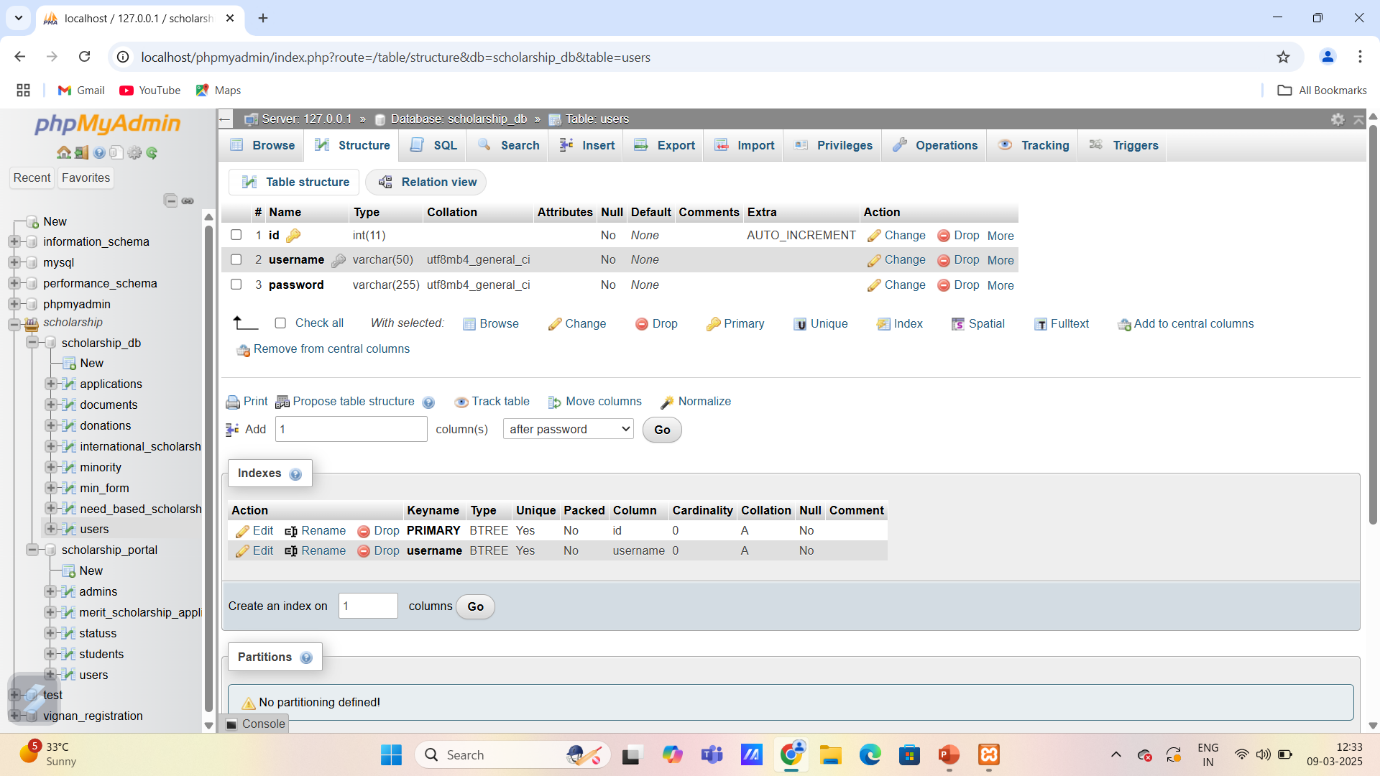 localhost / 127.0.0.1 / scholarsh
localhost/phpmyadmin/index.php?route=/table/structure&db=scholarship_db&table=users
Gmail YouTube Maps All Bookmarks
phpMyAdmin
Recent Favorites
New
information_schema
mysql
performance_schema
phpmyadmin
scholarship
scholarship_db
New
applications
documents
donations
international_scholarsh
minority
min_form
need_based_scholarsh
users
scholarship_portal
New
admins
merit_scholarship_appli
statuss
students
users
test
vignan_registration
Server: 127.0.0.1 » Database: scholarship_db » Table: users
Browse Structure SQL Search Insert Export Import Privileges Operations Tracking Triggers
Table structure Relation view
# Name Type Collation Attributes Null Default Comments Extra Action
1 id int(11) No None AUTO_INCREMENT Change Drop More
2 username varchar(50) utf8mb4_general_ci No None Change Drop More
3 password varchar(255) utf8mb4_general_ci No None Change Drop More
Check all With selected: Browse Change Drop Primary Unique Index Spatial Fulltext Add to central columns
Remove from central columns
Print Propose table structure Track table Move columns Normalize
Add 1 column(s) after password Go
Indexes
Action Keyname Type Unique Packed Column Cardinality Collation Null Comment
Edit Rename Drop PRIMARY BTREE Yes No id 0 A No
Edit Rename Drop username BTREE Yes No username 0 A No
Create an index on 1 columns Go
Partitions
No partitioning defined!
Console
5 33°C
Sunny
Search
ENG
IN
12:33
09-03-2025